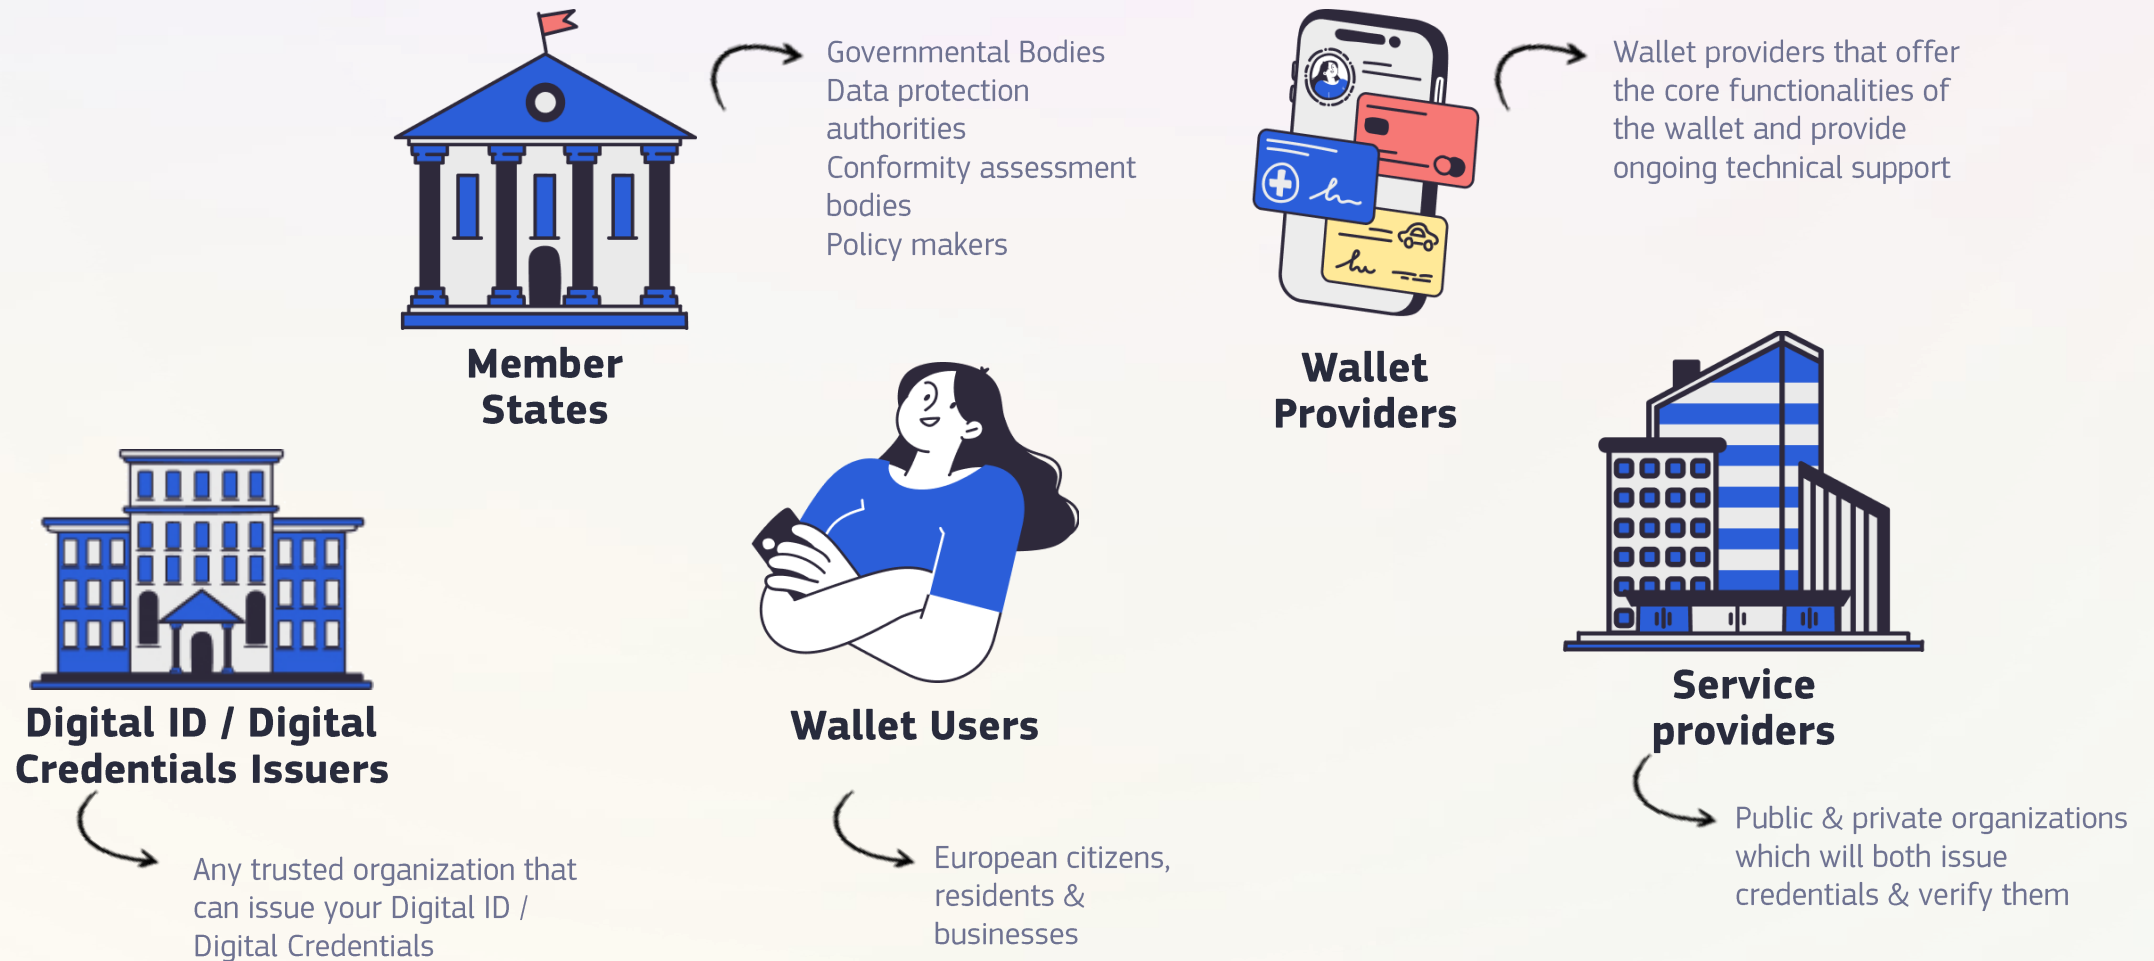 Governmental Bodies
Data protection
authorities
Conformity assessment
bodies
Policy makers
Member
States
Wallet providers that offer
the core functionalities of
the wallet and provide
ongoing technical support
Wallet
Providers
Digital ID / Digital
Credentials Issuers
Any trusted organization that
can issue your Digital ID /
Digital Credentials
Wallet Users
European citizens,
residents &
businesses
Service
providers
Public & private organizations
which will both issue
credentials & verify them